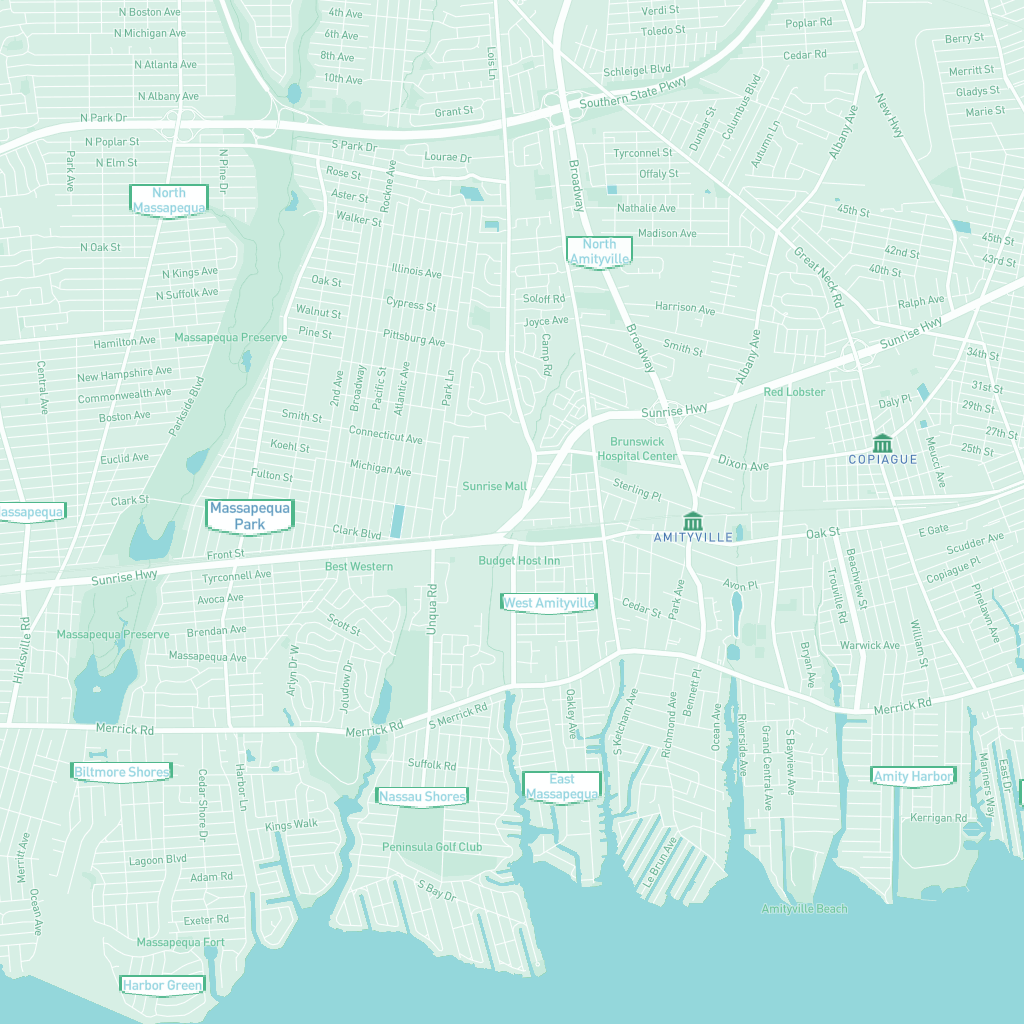 N Boston Ave
4th Ave
Verdi St
Poplar Rd
N Michigan Ave
6th Ave
Toledo St
Berry St
Lois Ln
8th Ave
Cedar Rd
N Atlanta Ave
10th Ave
Schleigel Blvd
Merritt St
N Albany Ave
Southern State Pkwy
Columbus Blvd
Gladys St
Grant St
New Hwy
Marie St
N Park Dr
Dunbar St
Albany Ave
N Poplar St
S Park Dr
Autumn Ln
N Elm St
Lourae Dr
Tyrconnel St
Park Ave
N Pine Dr
Rose St
Rockne Ave
Broadway
Offaly St
Aster St
North
Massapequa
Walker St
Nathalie Ave
45th St
Madison Ave
45th St
N Oak St
North
Amityville
42nd St
43rd St
N Kings Ave
Illinois Ave
Great Neck Rd
40th St
Oak St
N Suffolk Ave
Cypress St
Soloff Rd
Ralph Ave
Walnut St
Harrison Ave
Joyce Ave
Pine St
Pittsburg Ave
Broadway
Sunrise Hwy
Massapequa Preserve
Hamilton Ave
Camp Rd
Smith St
Albany Ave
34th St
New Hampshire Ave
Central Ave
2nd Ave
Broadway
Pacific St
Atlantic Ave
Park Ln
31st St
Commonwealth Ave
Parkside Blvd
Red Lobster
Daly Pl
29th St
Boston Ave
Smith St
Sunrise Hwy
27th St
Connecticut Ave
Brunswick
Hospital Center
Koehl St
Meucci Ave
25th St
Euclid Ave
COPIAGUE
Michigan Ave
Dixon Ave
Fulton St
Sunrise Mall
Sterling Pl
Clark St
Massapequa
Park
assapequa
Clark Blvd
AMITYVILLE
Oak St
E Gate
Scudder Ave
Front St
Budget Host Inn
Best Western
Sunrise Hwy
Tyrconnell Ave
Copiague Pl
Avon Pl
Trouville Rd
Beachview St
Avoca Ave
Unqua Rd
West Amityville
Cedar St
Park Ave
Pinelawn Ave
Scott St
Brendan Ave
Massapequa Preserve
Hicksville Rd
William St
Warwick Ave
Massapequa Ave
Arlyn Dr W
Joludow Dr
Bryan Ave
Bennett Pl
Oakley Ave
S Ketcham Ave
Richmond Ave
Ocean Ave
Merrick Rd
S Merrick Rd
Merrick Rd
Merrick Rd
Riverside Ave
Grand Central Ave
S Bayview Ave
Suffolk Rd
Biltmore Shores
Harbor Ln
East
Massapequa
Amity Harbor
East Dr
Mariners Way
Nassau Shores
Cedar Shore Dr
Kings Walk
Kerrigan Rd
Merritt Ave
Peninsula Golf Club
Lagoon Blvd
Le Brun Ave
Adam Rd
S Bay Dr
Ocean Ave
Exeter Rd
Amityville Beach
Massapequa Fort
Harbor Green